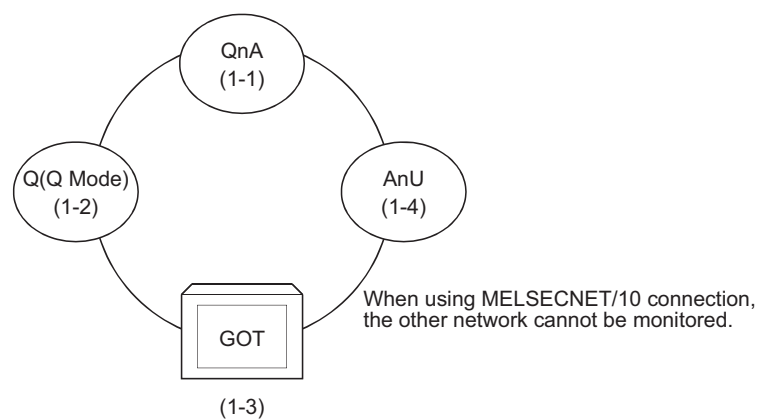 QnA
(1-1)
Q(Q Mode)
(1-2)
AnU
(1-4)
When using MELSECNET/10 connection,
the other network cannot be monitored.
GOT
(1-3)